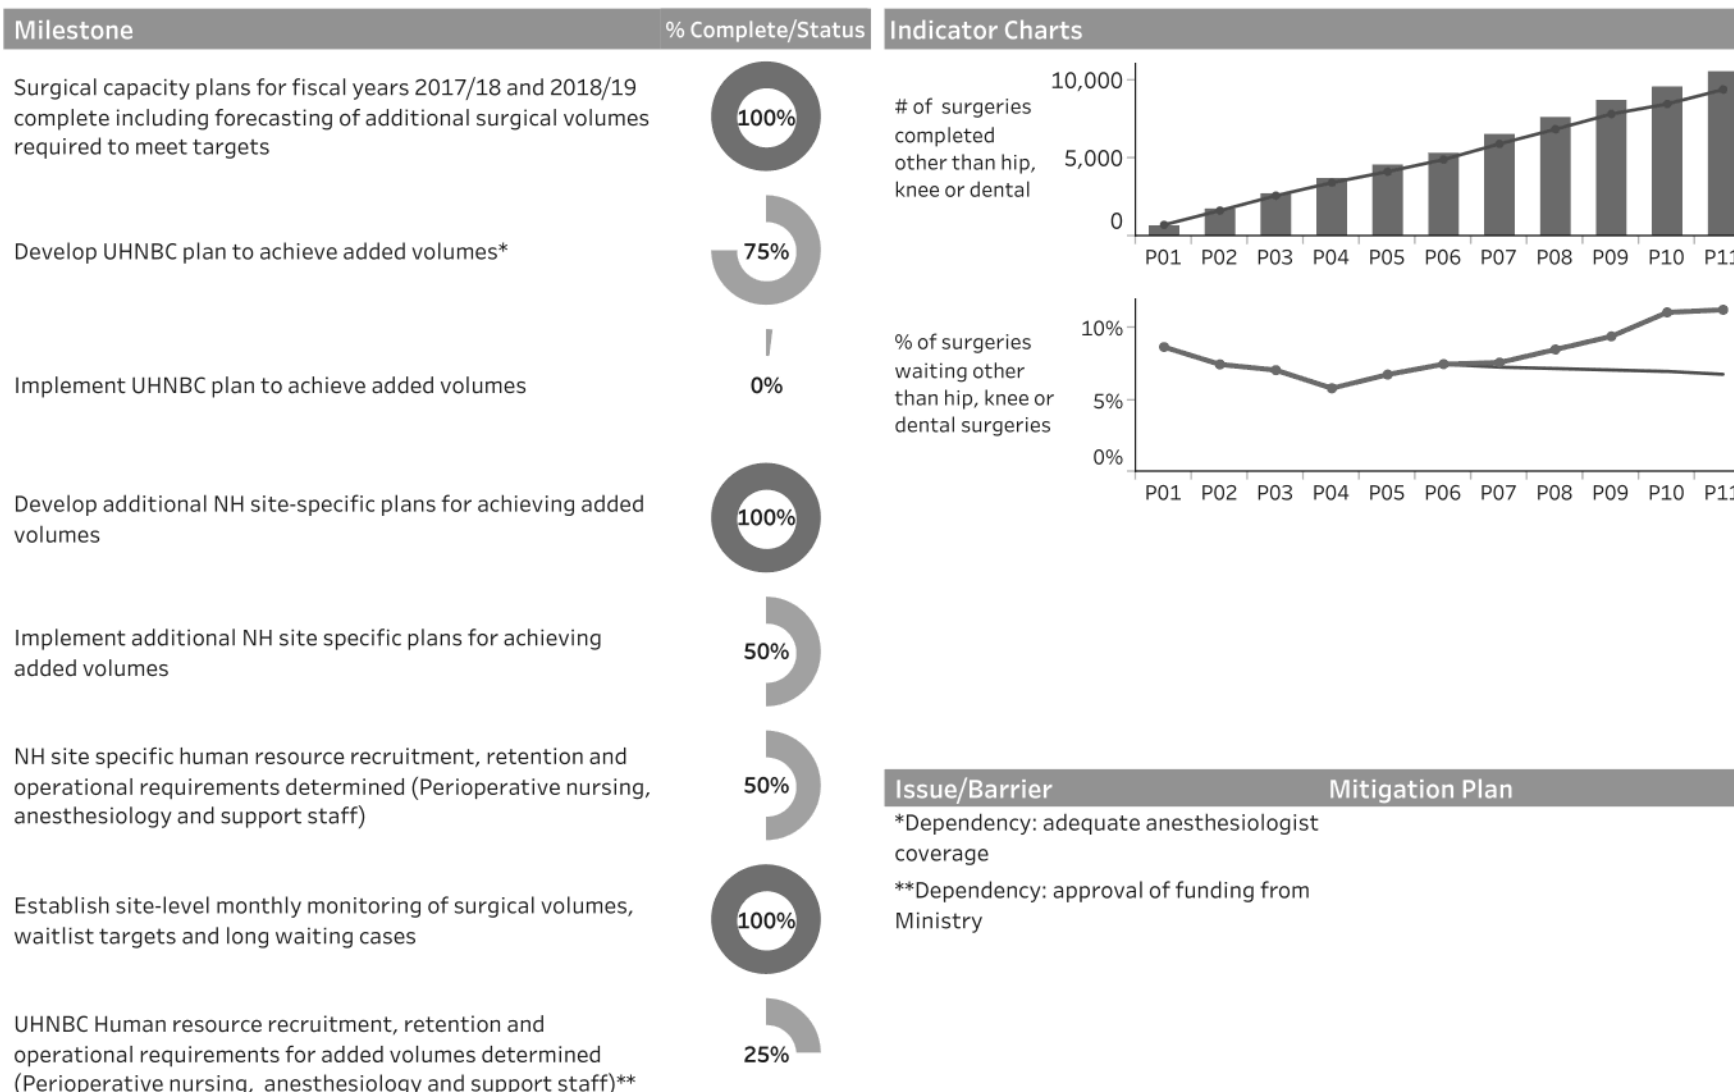 Milestone
% Complete/Status
Surgical capacity plans for fiscal years 2017/18 and 2018/19
complete including forecasting of additional surgical volumes
required to meet targets
100%
Develop UHNBC plan to achieve added volumes*
75%
Implement UHNBC plan to achieve added volumes
0%
Develop additional NH site-specific plans for achieving added
volumes
100%
Implement additional NH site specific plans for achieving
added volumes
50%
NH site specific human resource recruitment, retention and
operational requirements determined (Perioperative nursing,
anesthesiology and support staff)
50%
Establish site-level monthly monitoring of surgical volumes,
waitlist targets and long waiting cases
100%
UHNBC Human resource recruitment, retention and
operational requirements for added volumes determined
(Perioperative nursing, anesthesiology and support staff)**
25%
Indicator Charts
# of surgeries
completed
other than hip,
knee or dental
10,000
5,000
0
P01 P02 P03 P04 P05 P06 P07 P08 P09 P10 P11
% of surgeries
waiting other
than hip, knee or
dental surgeries
10%
5%
0%
P01 P02 P03 P04 P05 P06 P07 P08 P09 P10 P11
Issue/Barrier
Mitigation Plan
*Dependency: adequate anesthesiologist
coverage
**Dependency: approval of funding from
Ministry